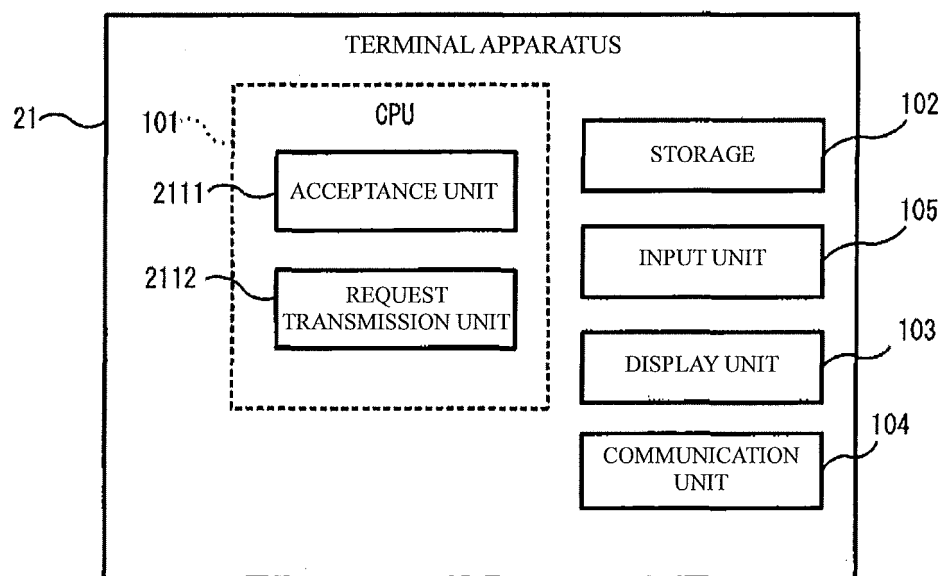 TERMINAL APPARATUS
21
101
CPU
102
STORAGE
2111
ACCEPTANCE UNIT
105
INPUT UNIT
2112
REQUEST
TRANSMISSION UNIT
103
DISPLAY UNIT
104
COMMUNICATION
UNIT